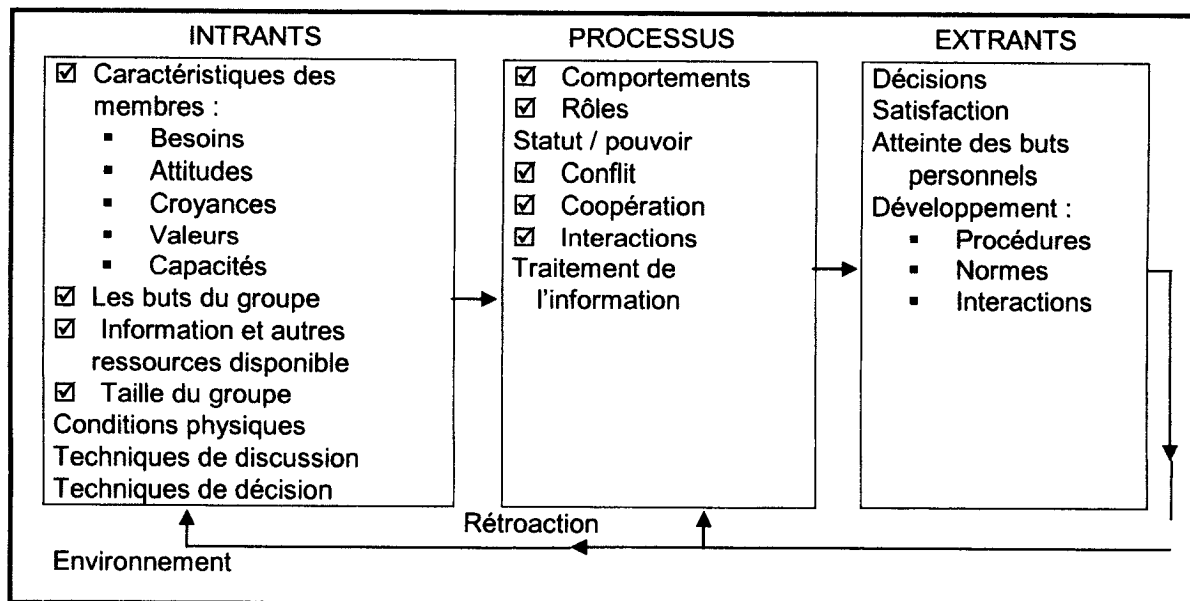 INTRANTS
☑ Caractéristiques des
membres :
▪ Besoins
▪ Attitudes
▪ Croyances
▪ Valeurs
▪ Capacités
☑ Les buts du groupe
☑ Information et autres
ressources disponible
☑ Taille du groupe
Conditions physiques
Techniques de discussion
Techniques de décision
PROCESSUS
☑ Comportements
☑ Rôles
Statut / pouvoir
☑ Conflit
☑ Coopération
☑ Interactions
Traitement de
l'information
EXTRANTS
Décisions
Satisfaction
Atteinte des buts
personnels
Développement :
▪ Procédures
▪ Normes
▪ Interactions
Rétroaction
Environnement